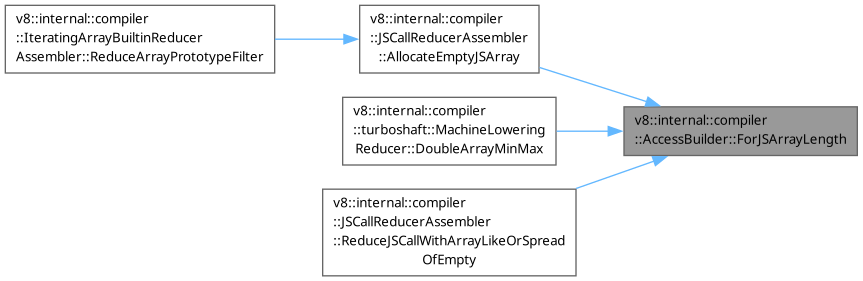 v8::internal::compiler
::IteratingArrayBuiltinReducer
Assembler::ReduceArrayPrototypeFilter
v8::internal::compiler
::JSCallReducerAssembler
::AllocateEmptyJSArray
v8::internal::compiler
::turboshaft::MachineLowering
Reducer::DoubleArrayMinMax
v8::internal::compiler
::AccessBuilder::ForJSArrayLength
v8::internal::compiler
::JSCallReducerAssembler
::ReduceJSCallWithArrayLikeOrSpread
OfEmpty